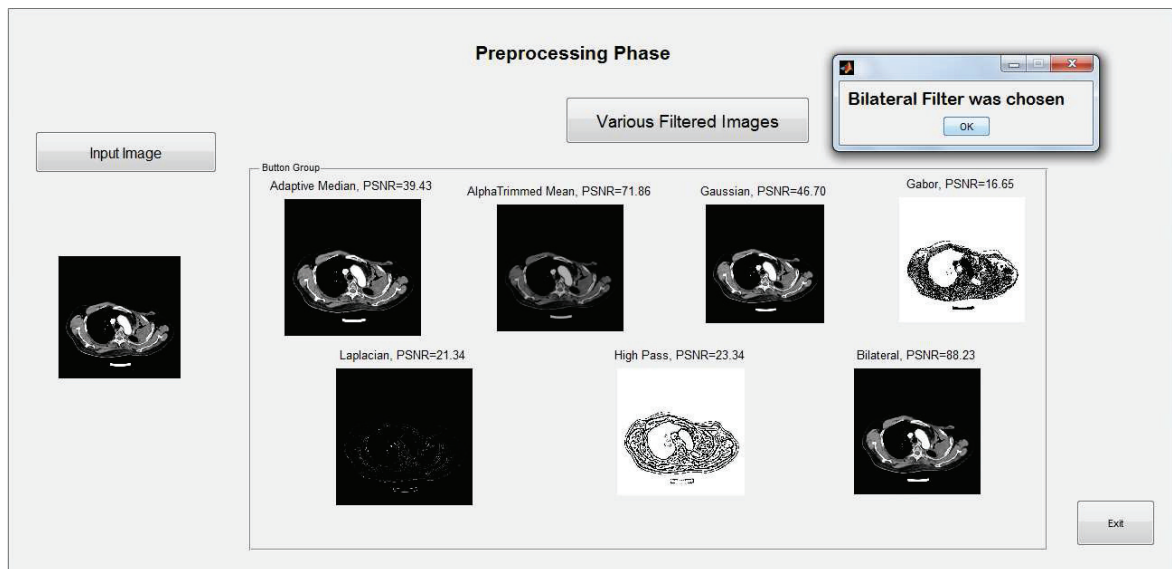 Preprocessing Phase
Bilateral Filter was chosen
OK
Various Filtered Images
Input Image
Button Group
Adaptive Median, PSNR=39.43
AlphaTrimmed Mean, PSNR=71.86
Gaussian, PSNR=46.70
Gabor, PSNR=16.65
Laplacian, PSNR=21.34
High Pass, PSNR=23.34
Bilateral, PSNR=88.23
Exit